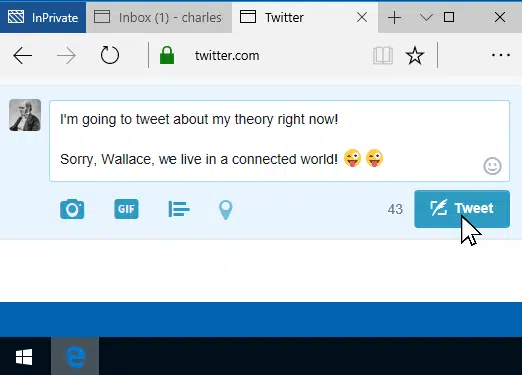 InPrivate
Inbox (1) - charles
Twitter
twitter.com
I'm going to tweet about my theory right now!
Sorry, Wallace, we live in a connected world! 😜😜
GIF
43
Tweet